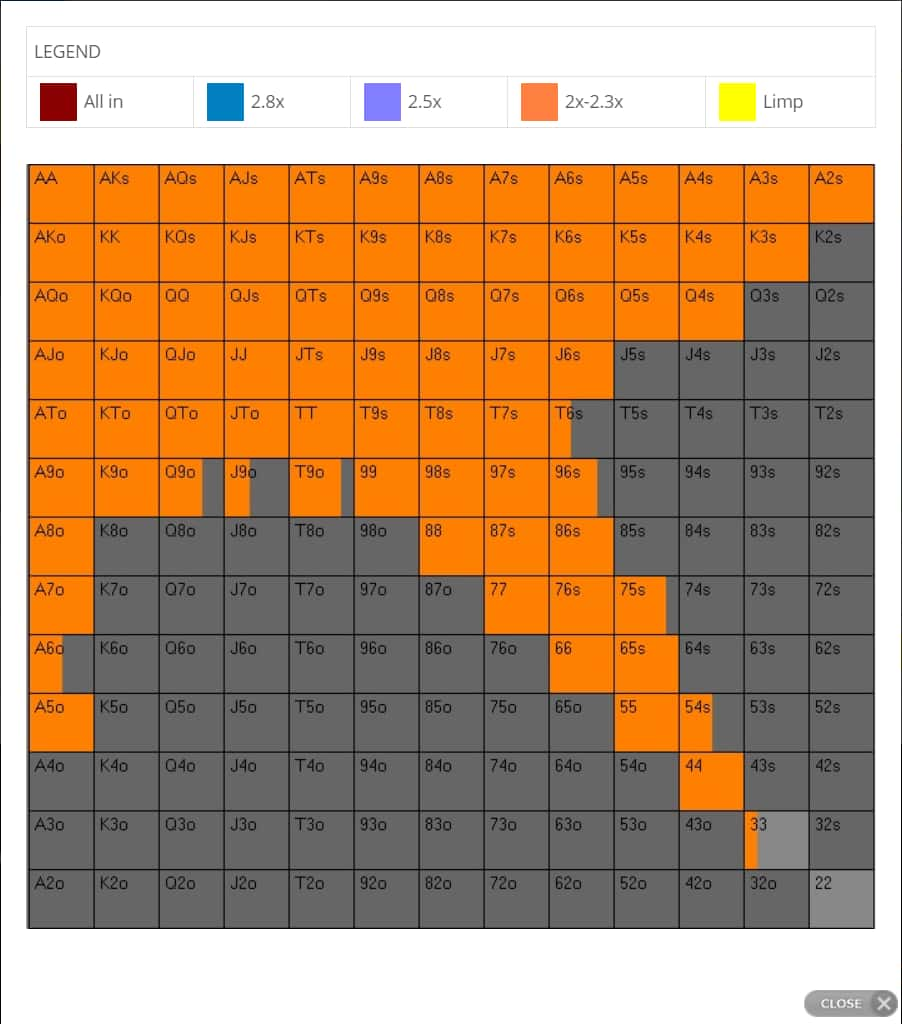 LEGEND
All in 2.8x 2.5x 2x-2.3x Limp
AA AKs AQs AJs ATs A9s A8s A7s A6s A5s A4s A3s A2s
AKo KK KQs KJs KTs K9s K8s K7s K6s K5s K4s K3s K2s
AQo KQo QQ QJs QTs Q9s Q8s Q7s Q6s Q5s Q4s Q3s Q2s
AJo KJo QJo JJ JTs J9s J8s J7s J6s J5s J4s J3s J2s
ATo KTo QTo JTo TT T9s T8s T7s T6s T5s T4s T3s T2s
A9o K9o Q9o J9o T9o 99 98s 97s 96s 95s 94s 93s 92s
A8o K8o Q8o J8o T8o 98o 88 87s 86s 85s 84s 83s 82s
A7o K7o Q7o J7o T7o 97o 87o 77 76s 75s 74s 73s 72s
A6o K6o Q6o J6o T6o 96o 86o 76o 66 65s 64s 63s 62s
A5o K5o Q5o J5o T5o 95o 85o 75o 65o 55 54s 53s 52s
A4o K4o Q4o J4o T4o 94o 84o 74o 64o 54o 44 43s 42s
A3o K3o Q3o J3o T3o 93o 83o 73o 63o 53o 43o 33 32s
A2o K2o Q2o J2o T2o 92o 82o 72o 62o 52o 42o 32o 22
CLOSE